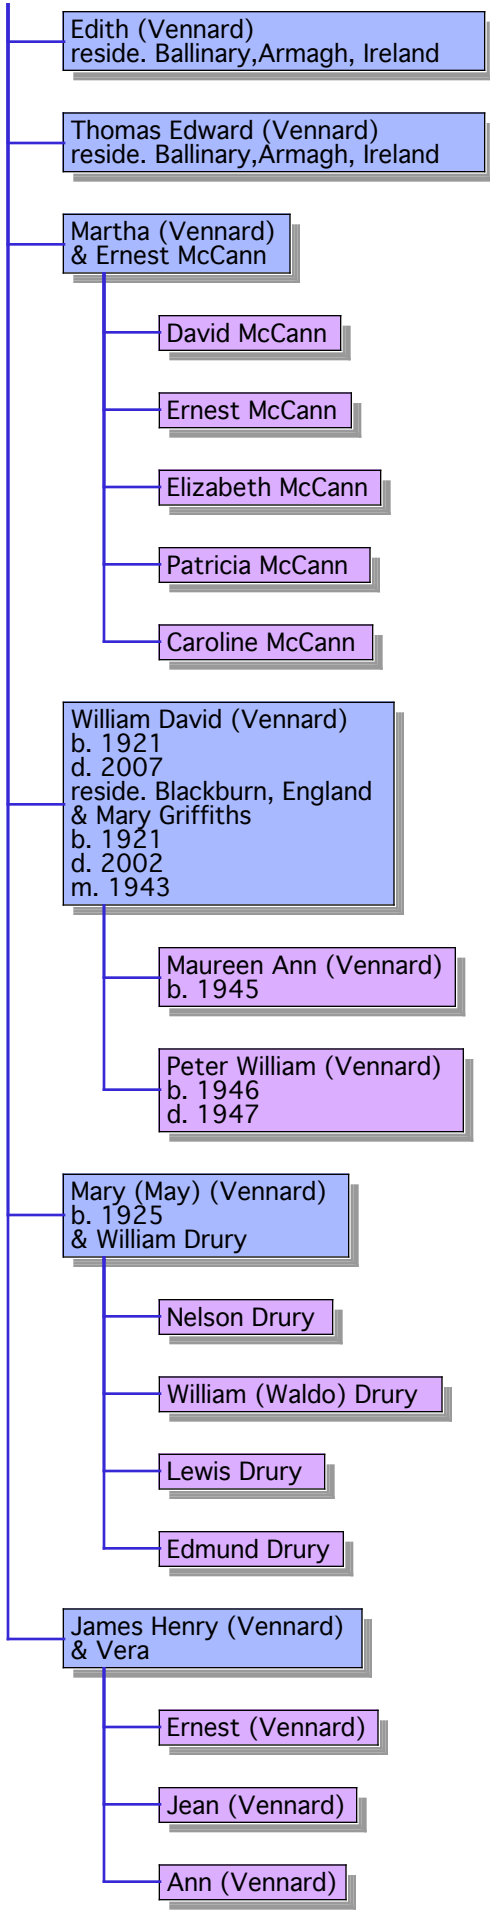 Edith (Vennard)
reside. Ballinary,Armagh, Ireland
Thomas Edward (Vennard)
reside. Ballinary,Armagh, Ireland
Martha (Vennard)
& Ernest McCann
David McCann
Ernest McCann
Elizabeth McCann
Patricia McCann
Caroline McCann
William David (Vennard)
b. 1921
d. 2007
reside. Blackburn, England
& Mary Griffiths
b. 1921
d. 2002
m. 1943
Maureen Ann (Vennard)
b. 1945
Peter William (Vennard)
b. 1946
d. 1947
Mary (May) (Vennard)
b. 1925
& William Drury
Nelson Drury
William (Waldo) Drury
Lewis Drury
Edmund Drury
James Henry (Vennard)
& Vera
Ernest (Vennard)
Jean (Vennard)
Ann (Vennard)